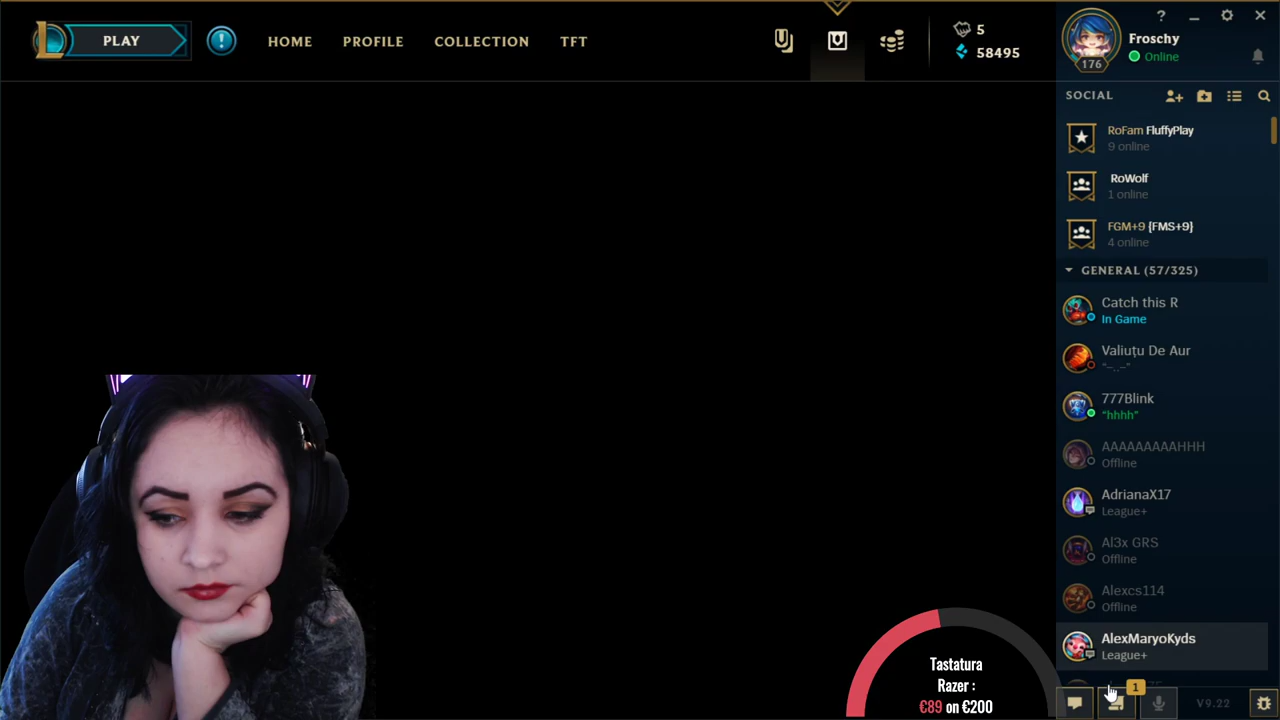 PLAY
HOME
PROFILE
COLLECTION
TFT
5
58495
Froschy
Online
176
SOCIAL
RoFam FluffyPlay
9 online
RoWolf
1 online
FGM+9 {FMS+9}
4 online
GENERAL (57/325)
Catch this R
In Game
Valiuțu De Aur
"-..-"
777Blink
"hhhh"
AAAAAAAAAHHH
Offline
AdrianaX17
League+
Al3x GRS
Offline
Alexcs114
Offline
AlexMaryoKyds
League+
1
V9.22
Tastatura
Razer :
€89 on €200